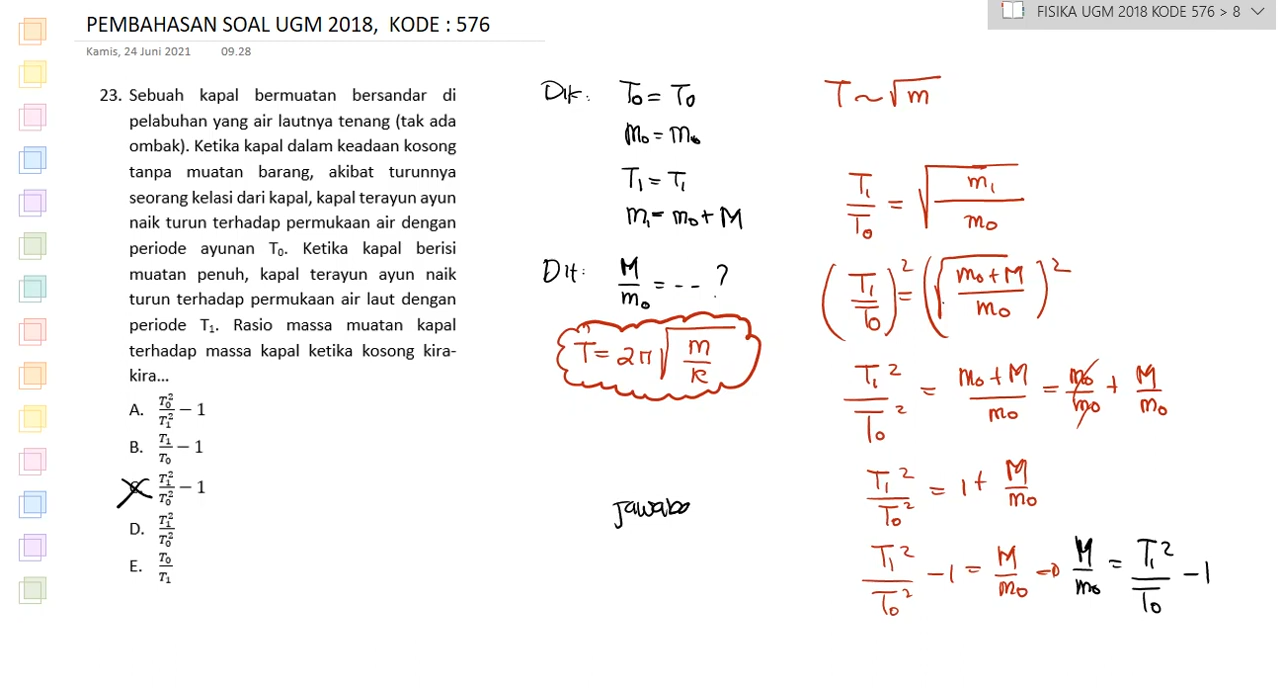 PEMBAHASAN SOAL UGM 2018, KODE : 576
Kamis, 24 Juni 2021 09.28
FISIKA UGM 2018 KODE 576 > 8
23. Sebuah kapal bermuatan bersandar di
pelabuhan yang air lautnya tenang (tak ada
ombak). Ketika kapal dalam keadaan kosong
tanpa muatan barang, akibat turunnya
seorang kelasi dari kapal, kapal terayun ayun
naik turun terhadap permukaan air dengan
periode ayunan T₀. Ketika kapal berisi
muatan penuh, kapal terayun ayun naik
turun terhadap permukaan air laut dengan
periode T₁. Rasio massa muatan kapal
terhadap massa kapal ketika kosong kira-
kira...
A. T₀²/T₁² − 1
B. T₁/T₀ − 1
C. T₁²/T₀² − 1
D. T₁²/T₀²
E. T₀/T₁
Dik: T₀ = T₀
m₀ = m₀
T₁ = T₁
m₁ = m₀ + M
Dit: M/m₀ = -- ?
T = 2π√(m/k)
Jawab
T ~ √m
T₁/T₀ = √(m₁/m₀)
(T₁/T₀)² = (√((m₀+M)/m₀))²
T₁²/T₀² = (m₀+M)/m₀ = m₀/m₀ + M/m₀
T₁²/T₀² = 1 + M/m₀
T₁²/T₀² − 1 = M/m₀ → M/m₀ = T₁²/T₀ − 1